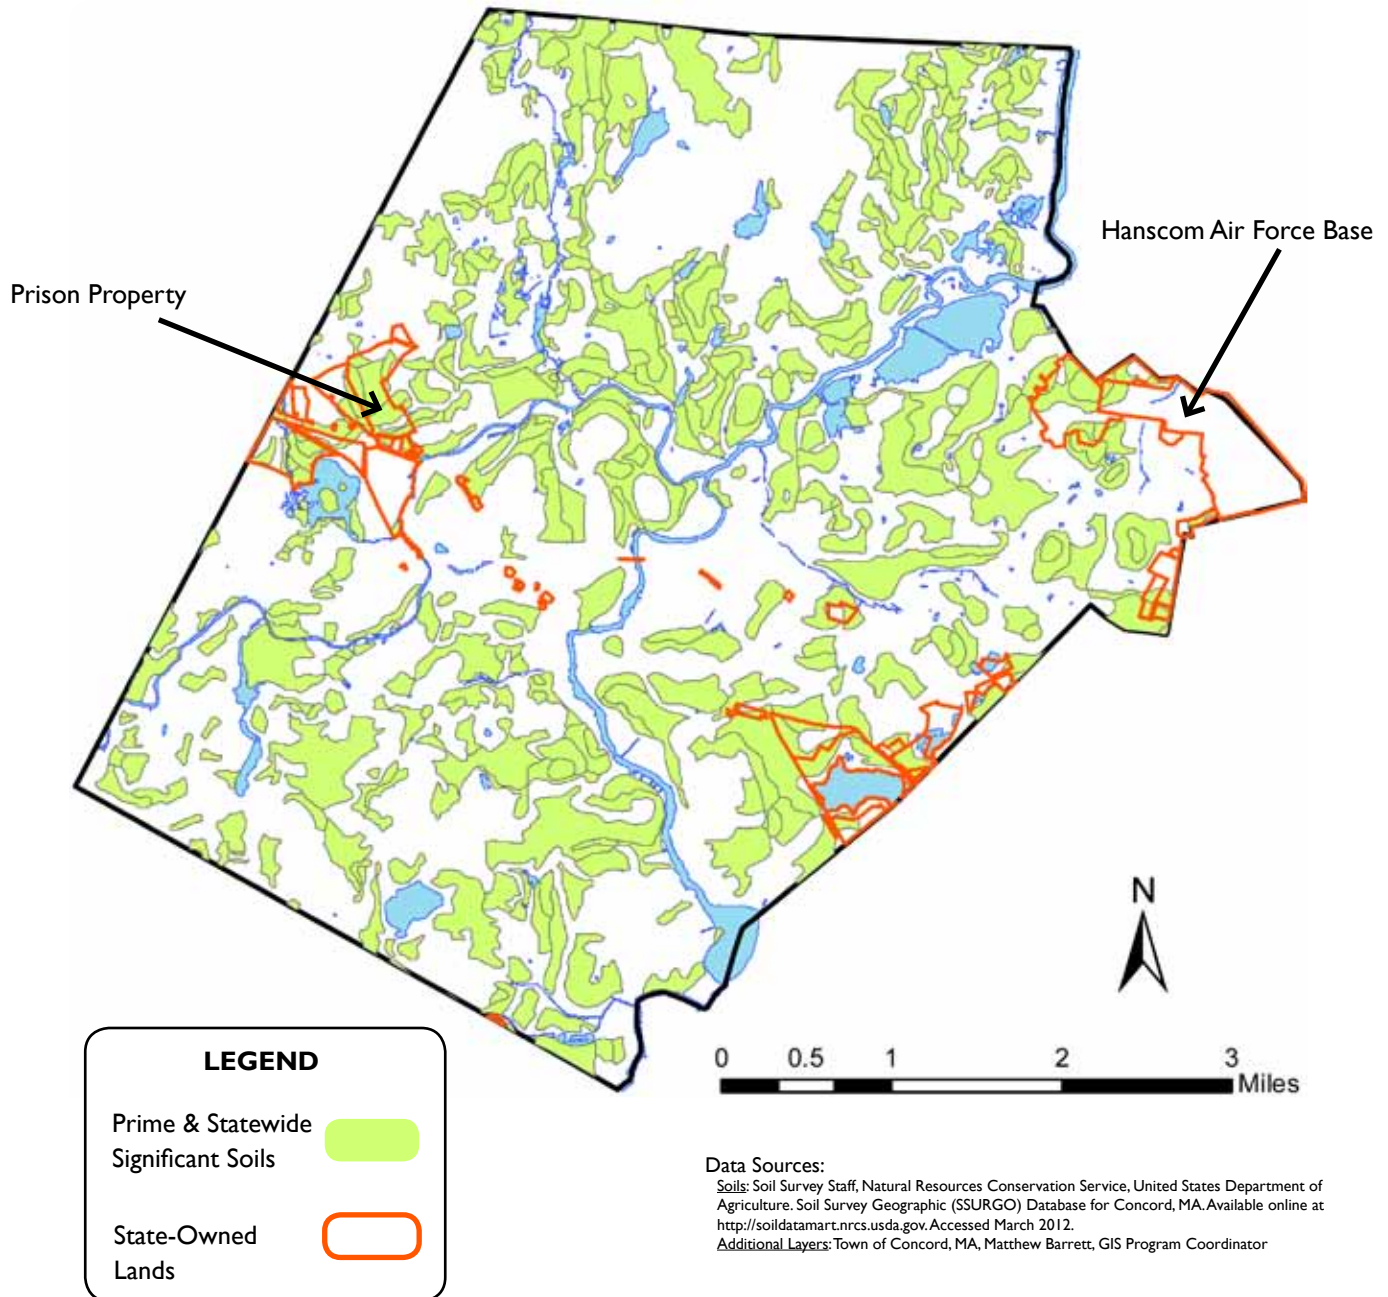 Hanscom Air Force Base
Prison Property
N
0 0.5 1 2 3
Miles
LEGEND
Prime & Statewide
Significant Soils
State-Owned
Lands
Data Sources:
Soils: Soil Survey Staff, Natural Resources Conservation Service, United States Department of
Agriculture. Soil Survey Geographic (SSURGO) Database for Concord, MA. Available online at
http://soildatamart.nrcs.usda.gov. Accessed March 2012.
Additional Layers: Town of Concord, MA, Matthew Barrett, GIS Program Coordinator